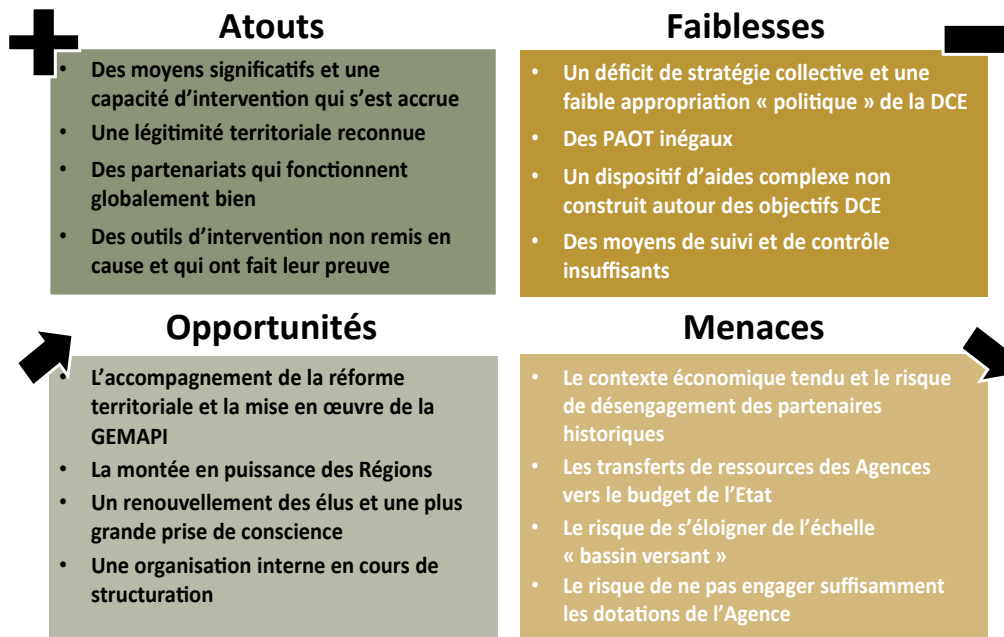 Atouts
• Des moyens significatifs et une
capacité d’intervention qui s’est accrue
• Une légitimité territoriale reconnue
• Des partenariats qui fonctionnent
globalement bien
• Des outils d’intervention non remis en
cause et qui ont fait leur preuve
Faiblesses
• Un déficit de stratégie collective et une
faible appropriation « politique » de la DCE
• Des PAOT inégaux
• Un dispositif d’aides complexe non
construit autour des objectifs DCE
• Des moyens de suivi et de contrôle
insuffisants
Opportunités
• L’accompagnement de la réforme
territoriale et la mise en œuvre de la
GEMAPI
• La montée en puissance des Régions
• Un renouvellement des élus et une plus
grande prise de conscience
• Une organisation interne en cours de
structuration
Menaces
• Le contexte économique tendu et le risque
de désengagement des partenaires
historiques
• Les transferts de ressources des Agences
vers le budget de l’Etat
• Le risque de s’éloigner de l’échelle
« bassin versant »
• Le risque de ne pas engager suffisamment
les dotations de l’Agence